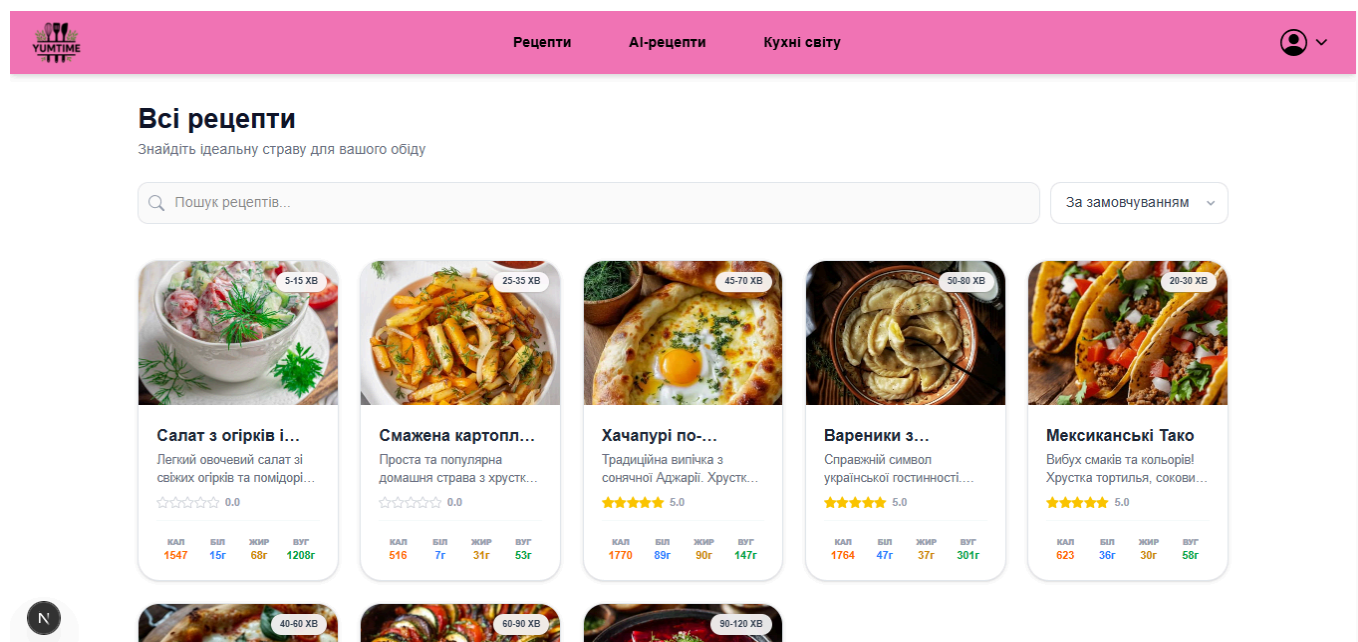 YUMTIME
Рецепти
AI-рецепти
Кухні світу
Всі рецепти
Знайдіть ідеальну страву для вашого обіду
Пошук рецептів...
За замовчуванням
5-15 ХВ
25-35 ХВ
45-70 ХВ
50-80 ХВ
20-30 ХВ
Салат з огірків і...
Легкий овочевий салат зі
свіжих огірків та помідорі...
0.0
КАЛ БІЛ ЖИР ВУГ
1547 15г 68г 1208г
Смажена картопл...
Проста та популярна
домашня страва з хрустк...
0.0
КАЛ БІЛ ЖИР ВУГ
516 7г 31г 53г
Хачапурі по-...
Традиційна випічка з
сонячної Аджарії. Хрустк...
5.0
КАЛ БІЛ ЖИР ВУГ
1770 89г 90г 147г
Вареники з...
Справжній символ
української гостинності....
5.0
КАЛ БІЛ ЖИР ВУГ
1764 47г 37г 301г
Мексиканські Тако
Вибух смаків та кольорів!
Хрустка тортилья, сокови...
5.0
КАЛ БІЛ ЖИР ВУГ
623 36г 30г 58г
40-60 ХВ
60-90 ХВ
90-120 ХВ
N